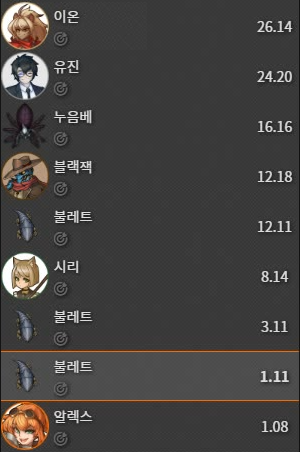 이온
26.14
유진
24.20
누음베
16.16
블랙잭
12.18
불레트
12.11
시리
8.14
불레트
3.11
불레트
1.11
알렉스
1.08